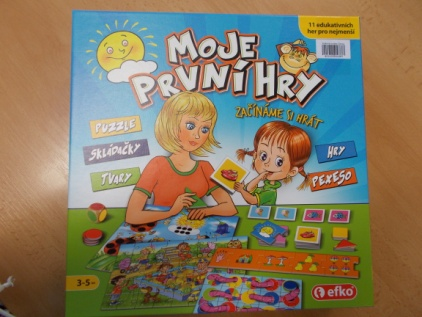 MOJE
PRVNÍ HRY
ZAČÍNÁME SI HRÁT
11 edukativních
her pro nejmenší
PUZZLE
SKLÁDAČKY
TVARY
HRY
PEXESO
3-5
efko